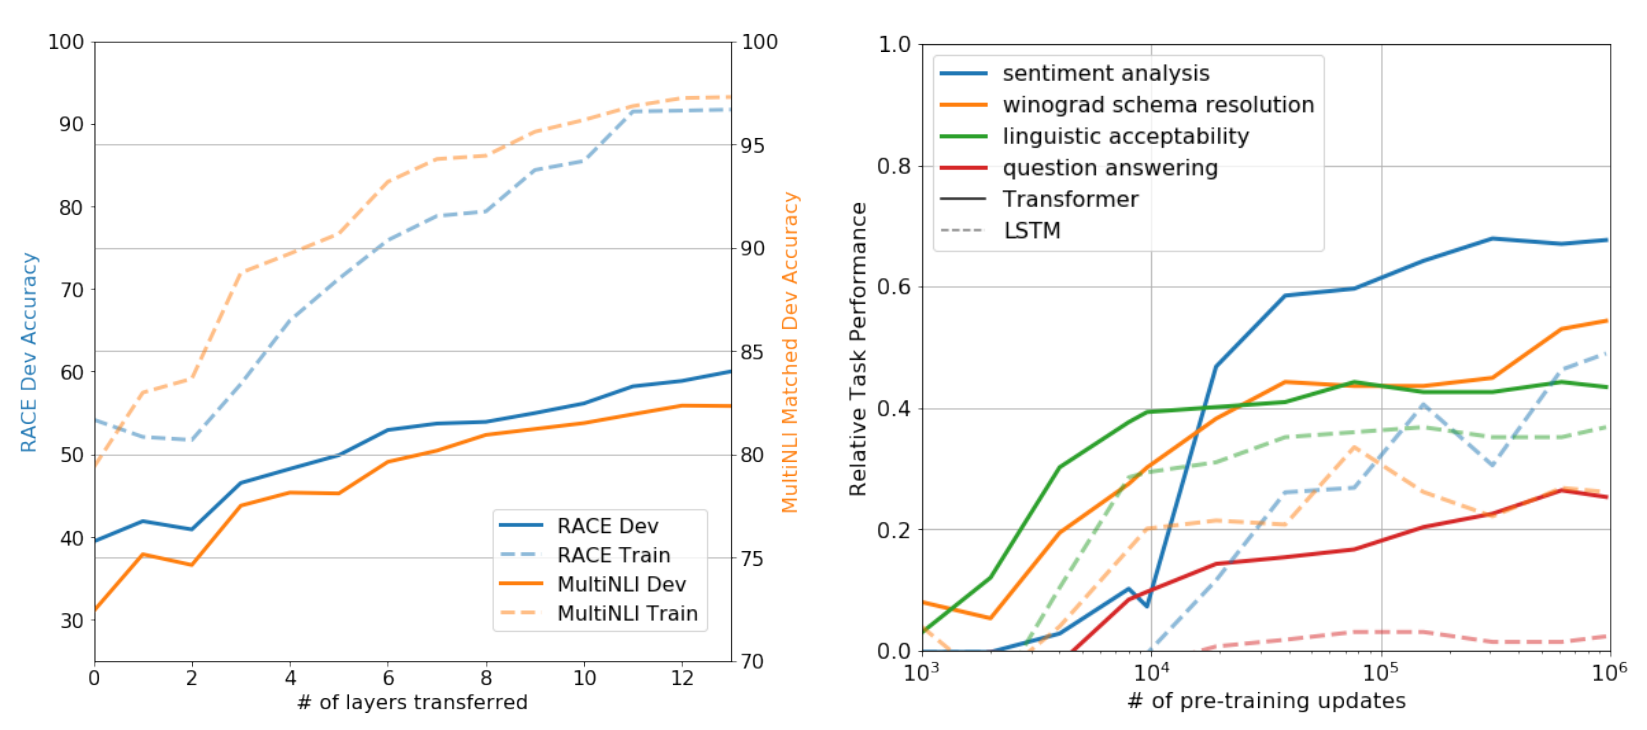 100
90
80
70
60
50
40
30
RACE Dev Accuracy
100
95
90
85
80
75
70
MultiNLI Matched Dev Accuracy
RACE Dev
RACE Train
MultiNLI Dev
MultiNLI Train
0 2 4 6 8 10 12
# of layers transferred
1.0
0.8
0.6
0.4
0.2
0.0
Relative Task Performance
sentiment analysis
winograd schema resolution
linguistic acceptability
question answering
Transformer
LSTM
10³ 10⁴ 10⁵ 10⁶
# of pre-training updates